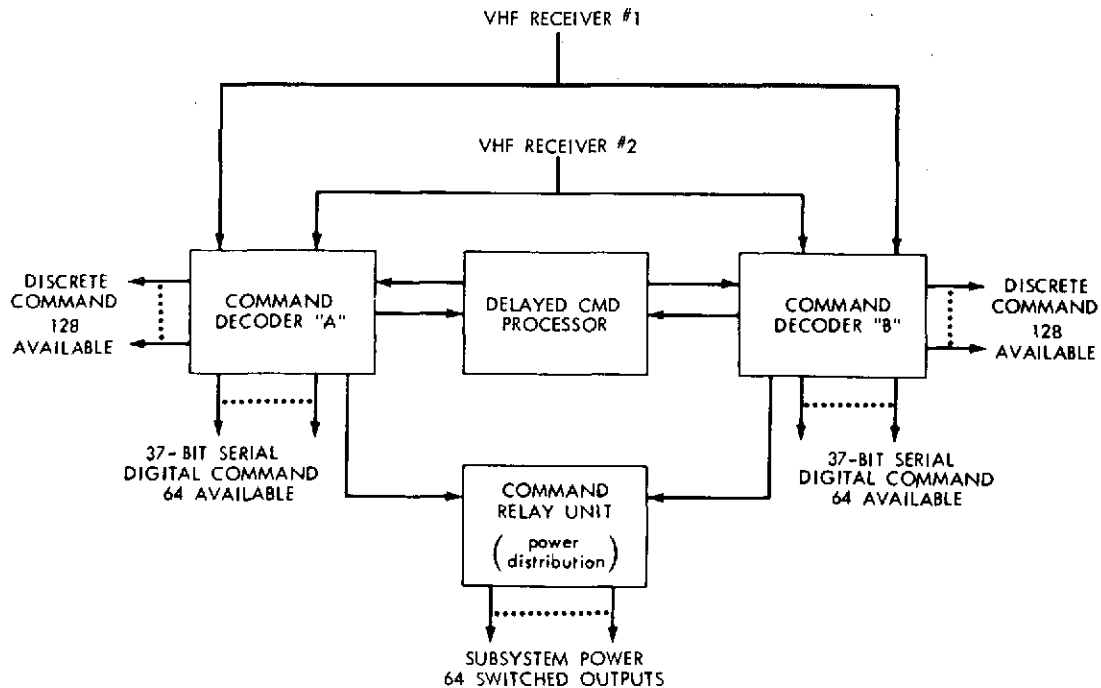 VHF RECEIVER #1
VHF RECEIVER #2
DISCRETE
COMMAND
128
AVAILABLE
COMMAND
DECODER "A"
DELAYED CMD
PROCESSOR
COMMAND
DECODER "B"
DISCRETE
COMMAND
128
AVAILABLE
37-BIT SERIAL
DIGITAL COMMAND
64 AVAILABLE
COMMAND
RELAY UNIT
(power
distribution)
37-BIT SERIAL
DIGITAL COMMAND
64 AVAILABLE
SUBSYSTEM POWER
64 SWITCHED OUTPUTS